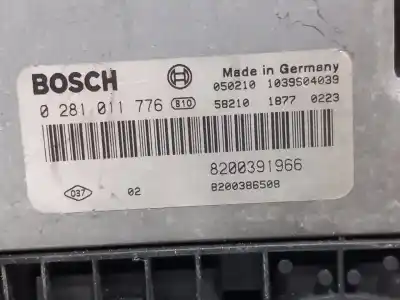 BOSCH
Made in Germany
050210 1039S04039
0 281 011 776 810 58210 1877 0223
8200391966
037 02 8200386508